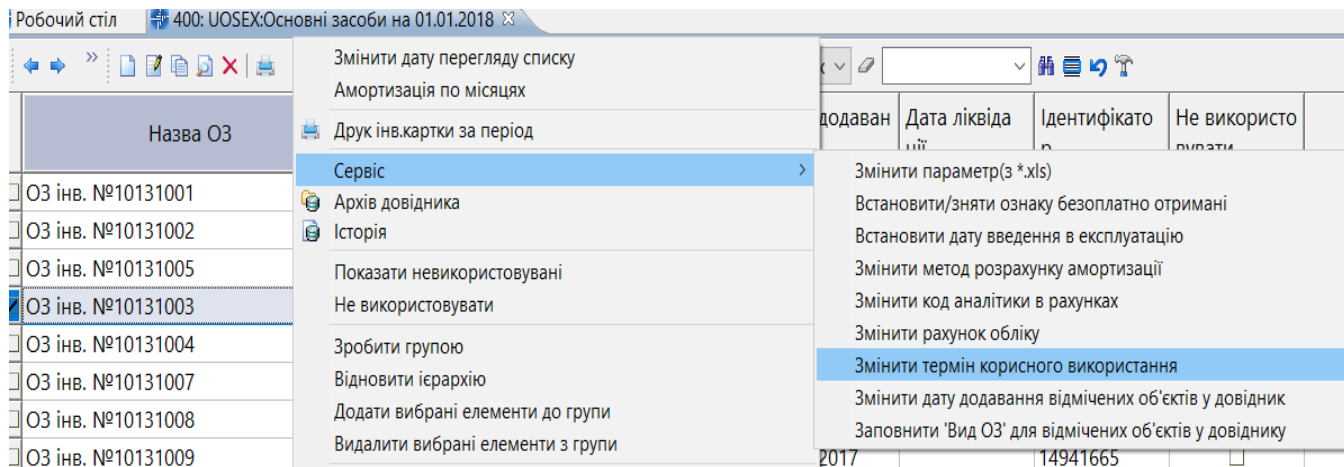 Робочий стіл
400: UOSEX:Основні засоби на 01.01.2018
Назва ОЗ
додаван
Дата ліквіда
ції
Ідентифікато
р
Не використо
вувати
ОЗ інв. №10131001
ОЗ інв. №10131002
ОЗ інв. №10131005
ОЗ інв. №10131003
ОЗ інв. №10131004
ОЗ інв. №10131007
ОЗ інв. №10131008
ОЗ інв. №10131009
Змінити дату перегляду списку
Амортизація по місяцях
Друк інв.картки за період
Сервіс
Архів довідника
Історія
Показати невикористовувані
Не використовувати
Зробити групою
Відновити ієрархію
Додати вибрані елементи до групи
Видалити вибрані елементи з групи
Змінити параметр(з *.xls)
Встановити/зняти ознаку безоплатно отримані
Встановити дату введення в експлуатацію
Змінити метод розрахунку амортизації
Змінити код аналітики в рахунках
Змінити рахунок обліку
Змінити термін корисного використання
Змінити дату додавання відмічених об'єктів у довідник
Заповнити 'Вид ОЗ' для відмічених об'єктів у довіднику
2017
14941665